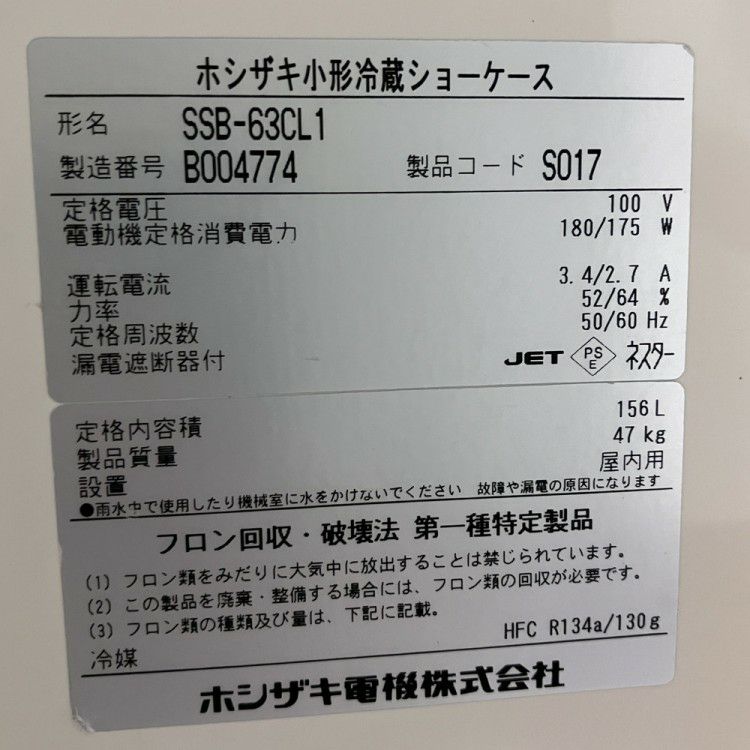 ホシザキ小形冷蔵ショーケース
形名 SSB-63CL1
製造番号 B004774 製品コード S017
定格電圧 100 V
電動機定格消費電力 180/175 W
運転電流 3.4/2.7 A
力率 52/64 %
定格周波数 50/60 Hz
漏電遮断器付 JET PSE ネスター
定格内容積 156 L
製品質量 47 kg
設置 屋内用
●雨水中で使用したり機械室に水をかけないでください 故障や漏電の原因になります
フロン回収・破壊法 第一種特定製品
(1) フロン類をみだりに大気中に放出することは禁じられています。
(2) この製品を廃棄・整備する場合には、フロン類の回収が必要です。
(3) フロン類の種類及び量は、下記に記載。
冷媒 HFC R134a/130g
ホシザキ電機株式会社